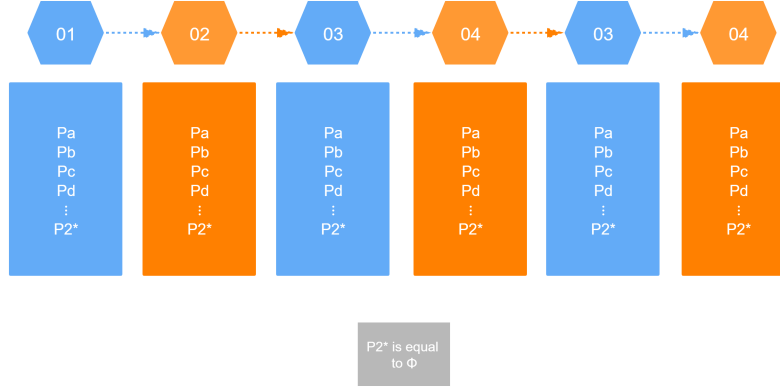 01
02
03
04
03
04
Pa
Pb
Pc
Pd
⋮
P2*
Pa
Pb
Pc
Pd
⋮
P2*
Pa
Pb
Pc
Pd
⋮
P2*
Pa
Pb
Pc
Pd
⋮
P2*
Pa
Pb
Pc
Pd
⋮
P2*
Pa
Pb
Pc
Pd
⋮
P2*
P2* is equal
to Φ